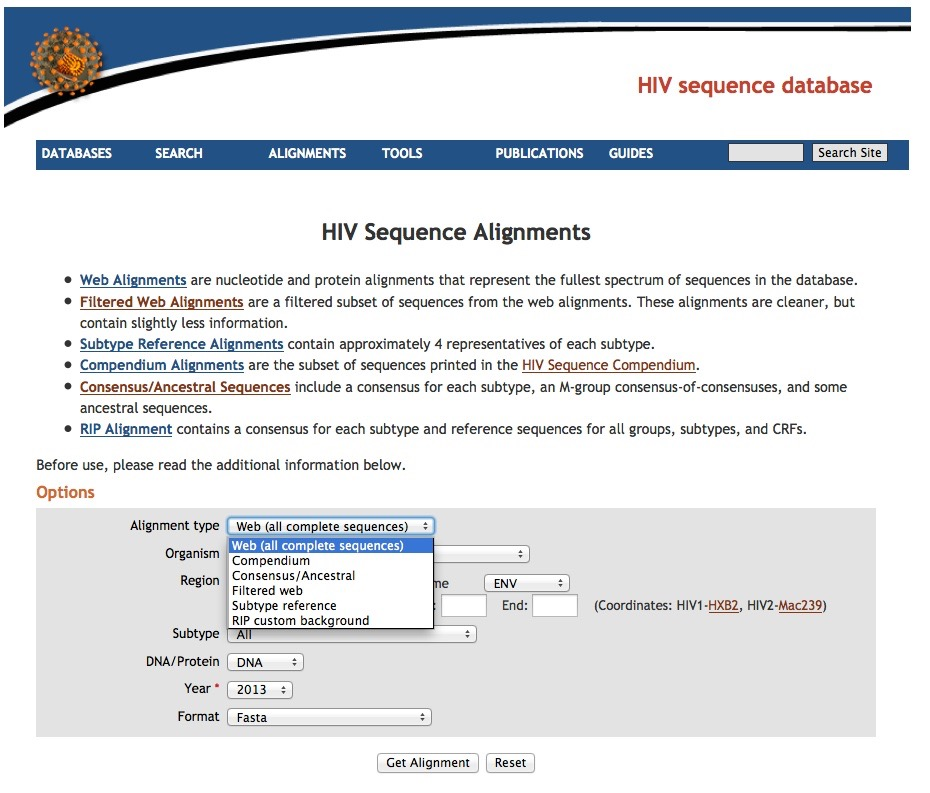 HIV sequence database
DATABASES SEARCH ALIGNMENTS TOOLS PUBLICATIONS GUIDES Search Site
HIV Sequence Alignments
• Web Alignments are nucleotide and protein alignments that represent the fullest spectrum of sequences in the database.
• Filtered Web Alignments are a filtered subset of sequences from the web alignments. These alignments are cleaner, but
contain slightly less information.
• Subtype Reference Alignments contain approximately 4 representatives of each subtype.
• Compendium Alignments are the subset of sequences printed in the HIV Sequence Compendium.
• Consensus/Ancestral Sequences include a consensus for each subtype, an M-group consensus-of-consensuses, and some
ancestral sequences.
• RIP Alignment contains a consensus for each subtype and reference sequences for all groups, subtypes, and CRFs.
Before use, please read the additional information below.
Options
Alignment type Web (all complete sequences)
Web (all complete sequences)
Organism
Compendium
Consensus/Ancestral
Region ENV
Filtered web
Subtype reference End: (Coordinates: HIV1-HXB2, HIV2-Mac239)
RIP custom background
Subtype All
DNA/Protein DNA
Year * 2013
Format Fasta
Get Alignment Reset